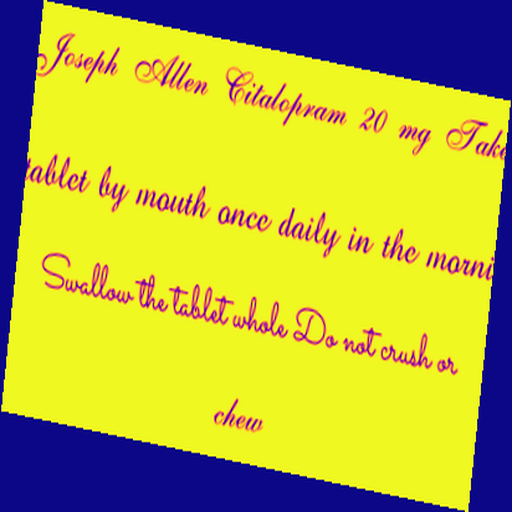 Joseph Allen Citalopram 20 mg Take
tablet by mouth once daily in the
Swallow the tablet whole Do not crush or
chew